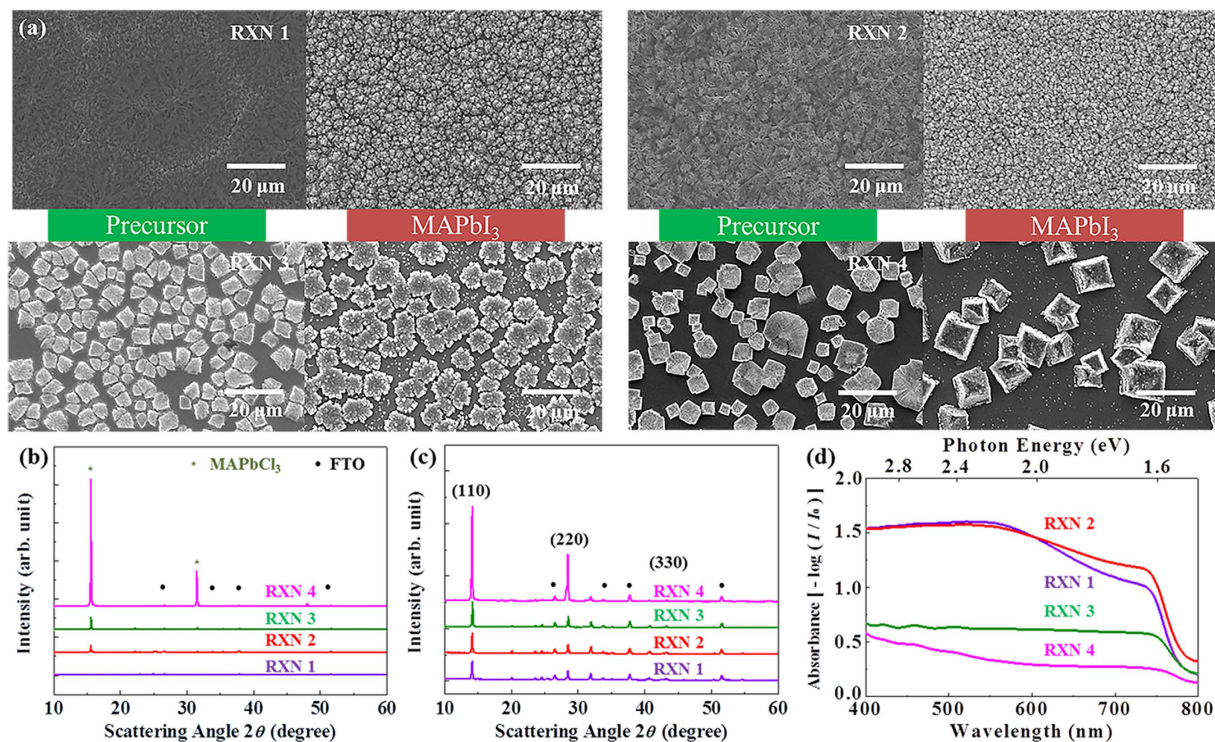 (a)
RXN 1
20 μm
20 μm
RXN 2
20 μm
20 μm
Precursor
MAPbI₃
Precursor
MAPbI₃
RXN 3
20 μm
20 μm
RXN 4
20 μm
20 μm
(b)
* MAPbCl₃
• FTO
RXN 4
RXN 3
RXN 2
RXN 1
Intensity (arb. unit)
10 20 30 40 50 60
Scattering Angle 2θ (degree)
(c)
(110)
(220)
(330)
RXN 4
RXN 3
RXN 2
RXN 1
Intensity (arb. unit)
10 20 30 40 50 60
Scattering Angle 2θ (degree)
(d)
Photon Energy (eV)
2.8 2.4 2.0 1.6
2.0
1.5
1.0
0.5
0.0
Absorbance [ - log ( I / I₀ ) ]
RXN 2
RXN 1
RXN 3
RXN 4
400 500 600 700 800
Wavelength (nm)